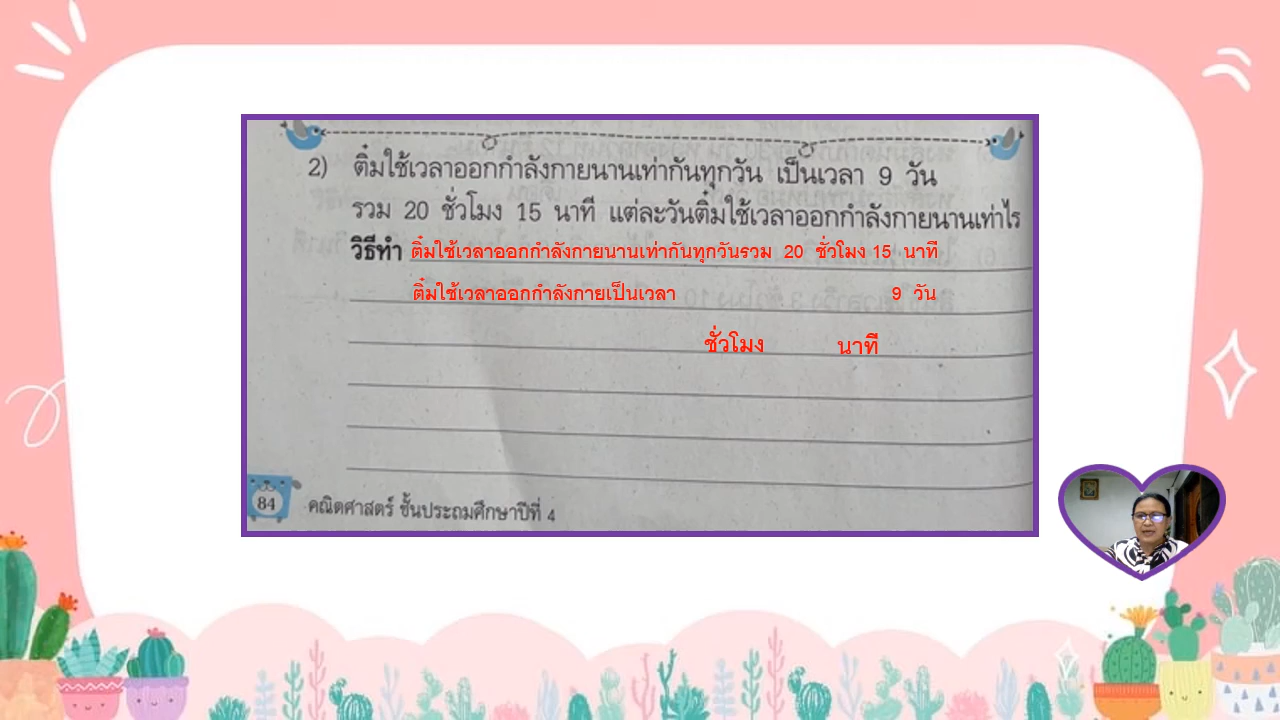 2) ติ๋มใช้เวลาออกกำลังกายนานเท่ากันทุกวัน เป็นเวลา 9 วัน
รวม 20 ชั่วโมง 15 นาที แต่ละวันติ๋มใช้เวลาออกกำลังกายนานเท่าไร
วิธีทำ ติ๋มใช้เวลาออกกำลังกายนานเท่ากันทุกวันรวม 20 ชั่วโมง 15 นาที
ติ๋มใช้เวลาออกกำลังกายเป็นเวลา 9 วัน
ชั่วโมง นาที
84 คณิตศาสตร์ ชั้นประถมศึกษาปีที่ 4